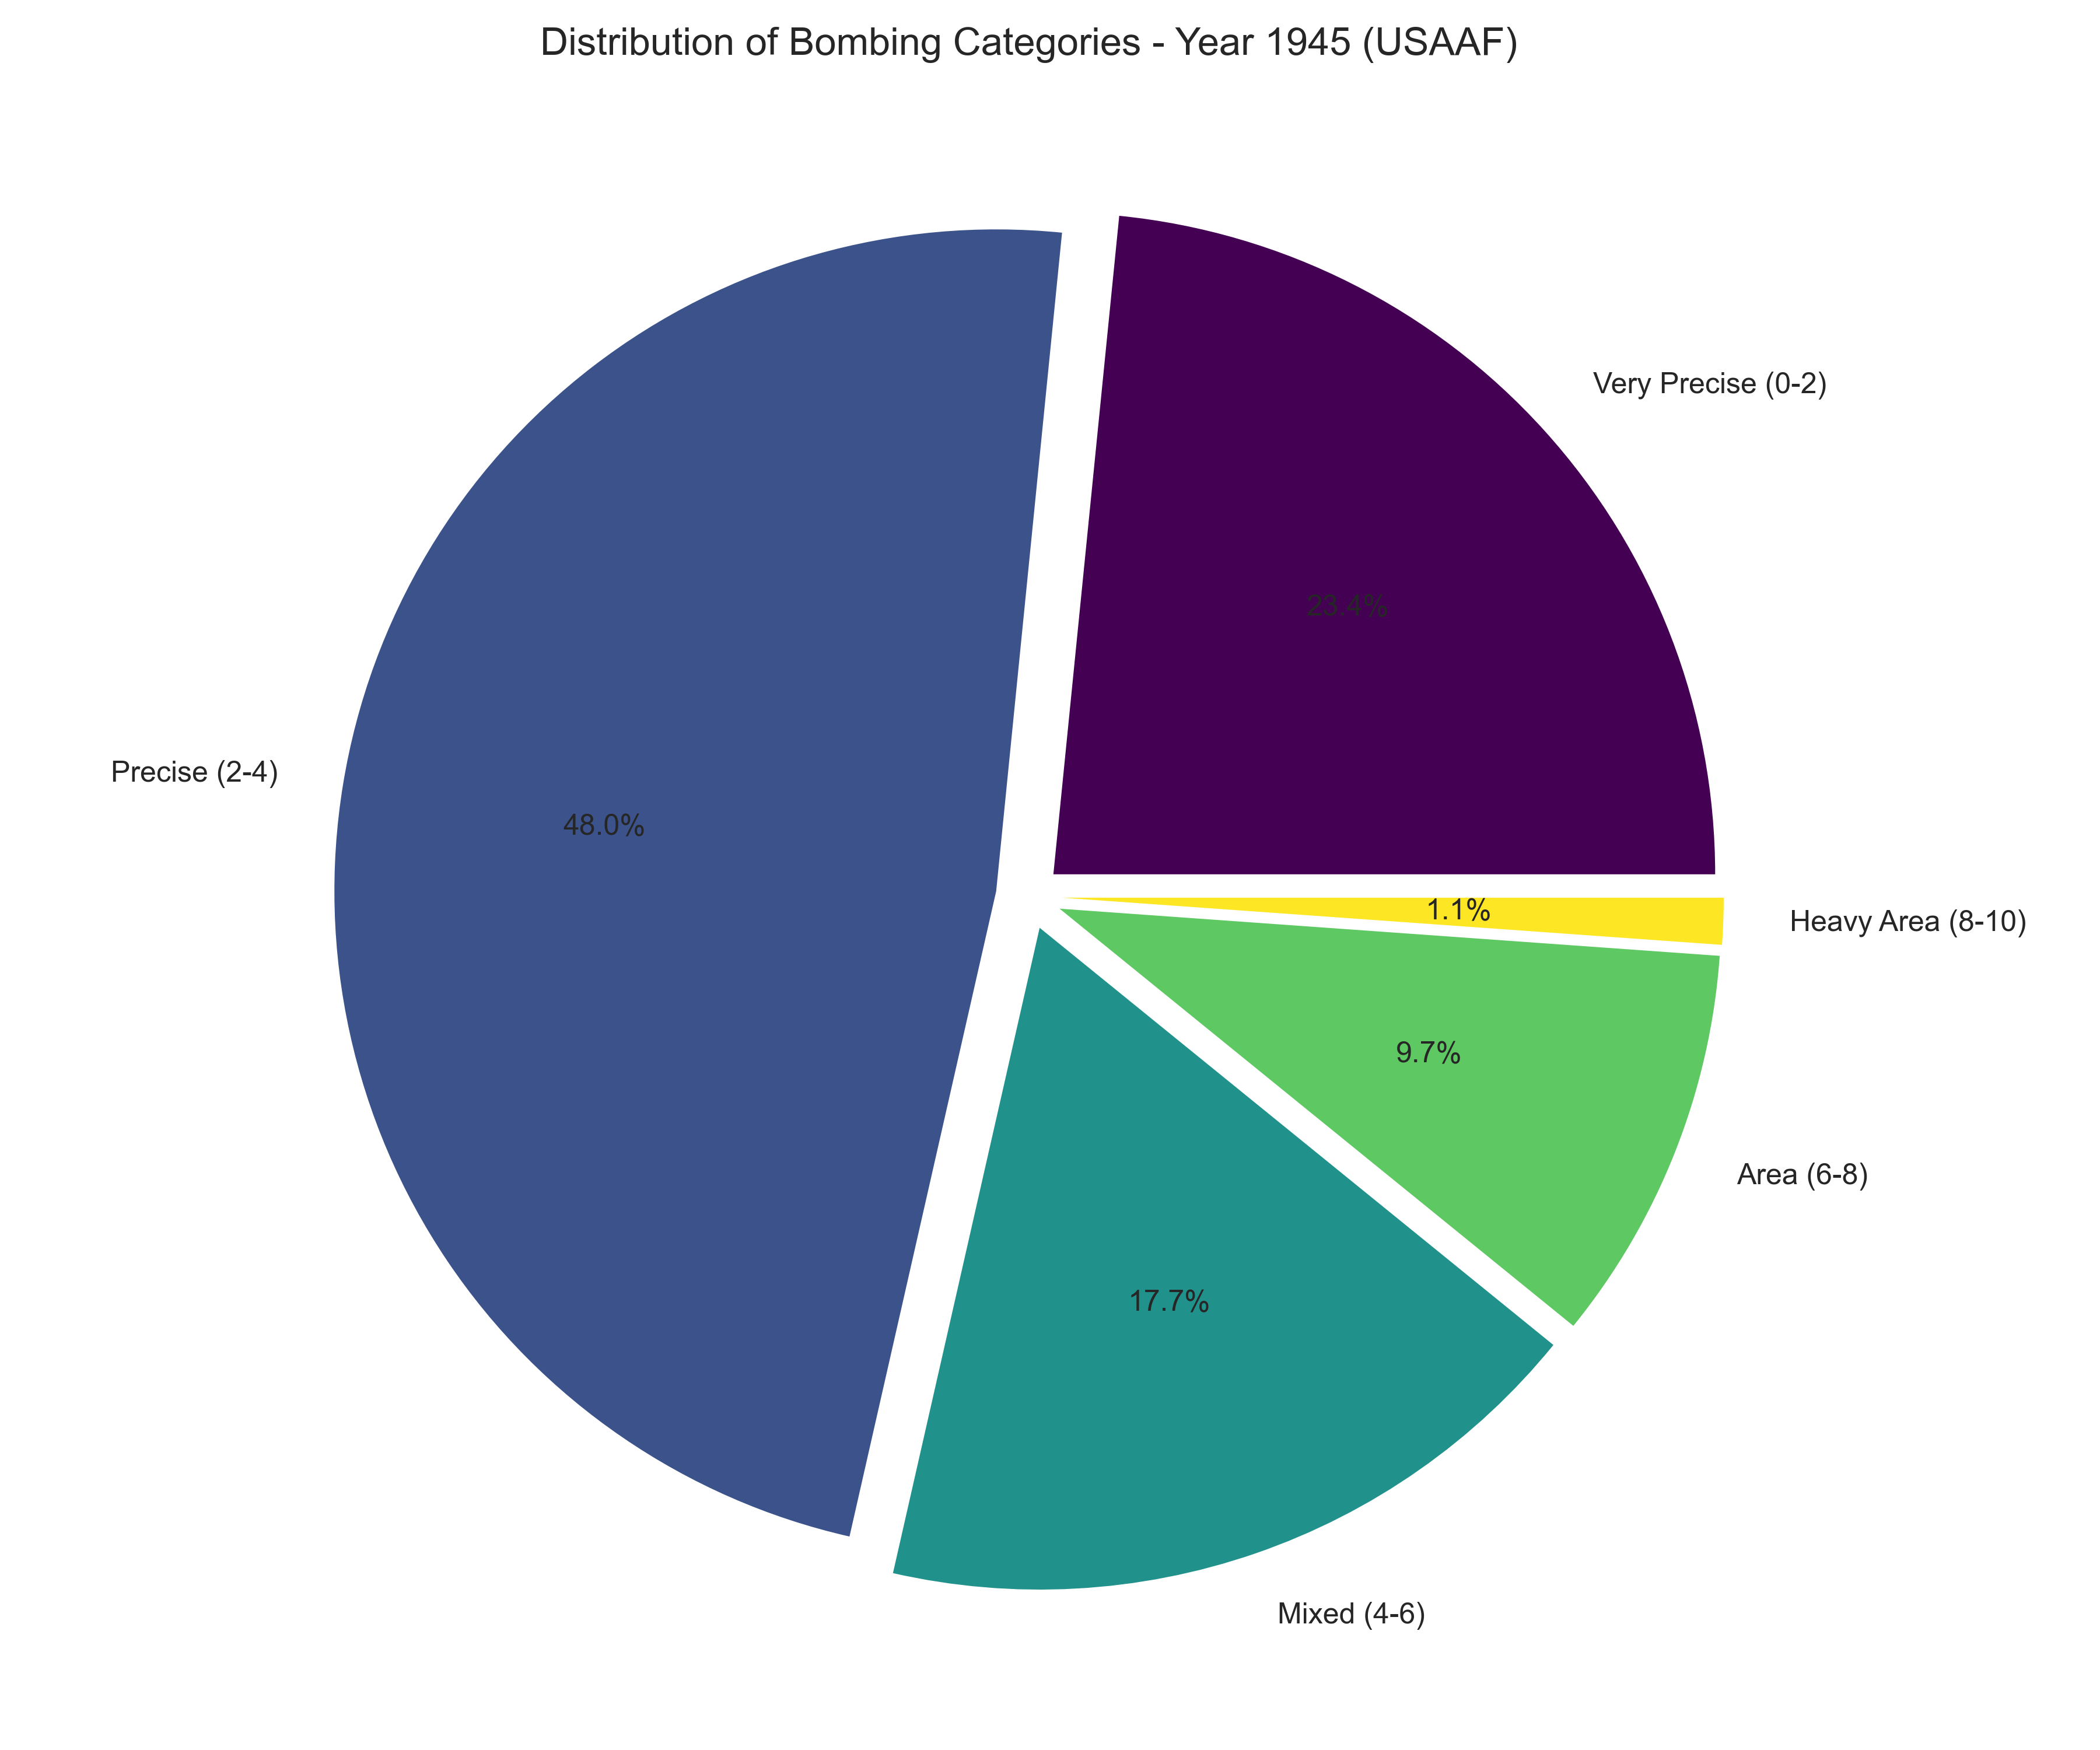 Distribution of Bombing Categories - Year 1945 (USAAF)
Very Precise (0-2)
23.4%
Precise (2-4)
48.0%
1.1%
Heavy Area (8-10)
9.7%
Area (6-8)
17.7%
Mixed (4-6)